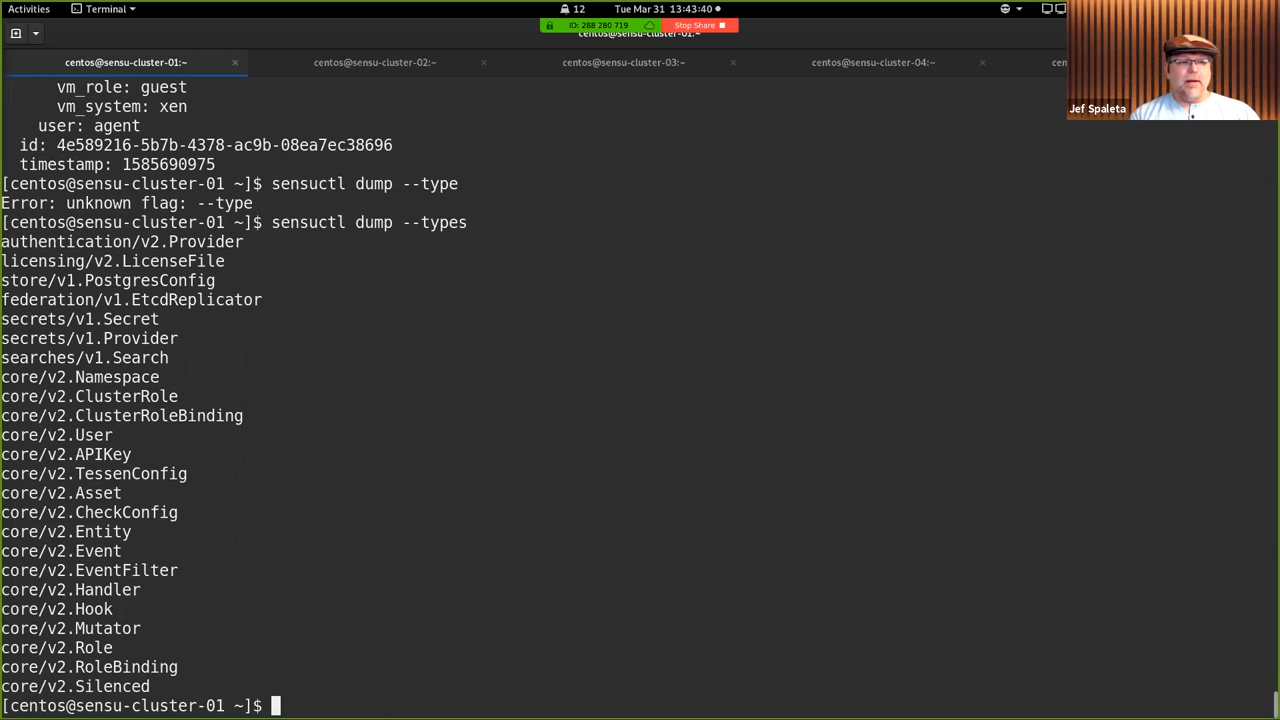 Activities Terminal 12 Tue Mar 31 13:43:40
ID: 288 280 719 Stop Share
centos@sensu-cluster-01:~
centos@sensu-cluster-01:~ × centos@sensu-cluster-02:~ × centos@sensu-cluster-03:~ × centos@sensu-cluster-04:~ × cent
Jef Spaleta
vm_role: guest
vm_system: xen
user: agent
id: 4e589216-5b7b-4378-ac9b-08ea7ec38696
timestamp: 1585690975
[centos@sensu-cluster-01 ~]$ sensuctl dump --type
Error: unknown flag: --type
[centos@sensu-cluster-01 ~]$ sensuctl dump --types
authentication/v2.Provider
licensing/v2.LicenseFile
store/v1.PostgresConfig
federation/v1.EtcdReplicator
secrets/v1.Secret
secrets/v1.Provider
searches/v1.Search
core/v2.Namespace
core/v2.ClusterRole
core/v2.ClusterRoleBinding
core/v2.User
core/v2.APIKey
core/v2.TessenConfig
core/v2.Asset
core/v2.CheckConfig
core/v2.Entity
core/v2.Event
core/v2.EventFilter
core/v2.Handler
core/v2.Hook
core/v2.Mutator
core/v2.Role
core/v2.RoleBinding
core/v2.Silenced
[centos@sensu-cluster-01 ~]$